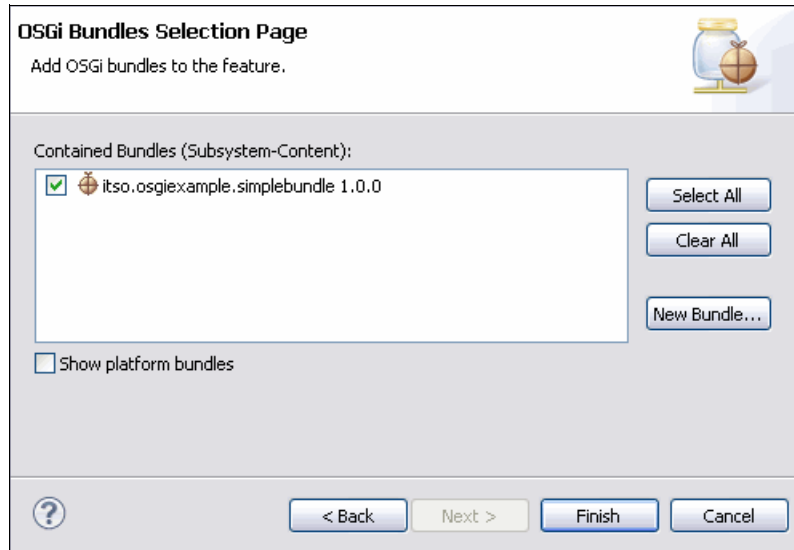 OSGi Bundles Selection Page
Add OSGi bundles to the feature.
Contained Bundles (Subsystem-Content):
itso.osgiexample.simplebundle 1.0.0
Select All
Clear All
New Bundle...
Show platform bundles
?
< Back
Next >
Finish
Cancel